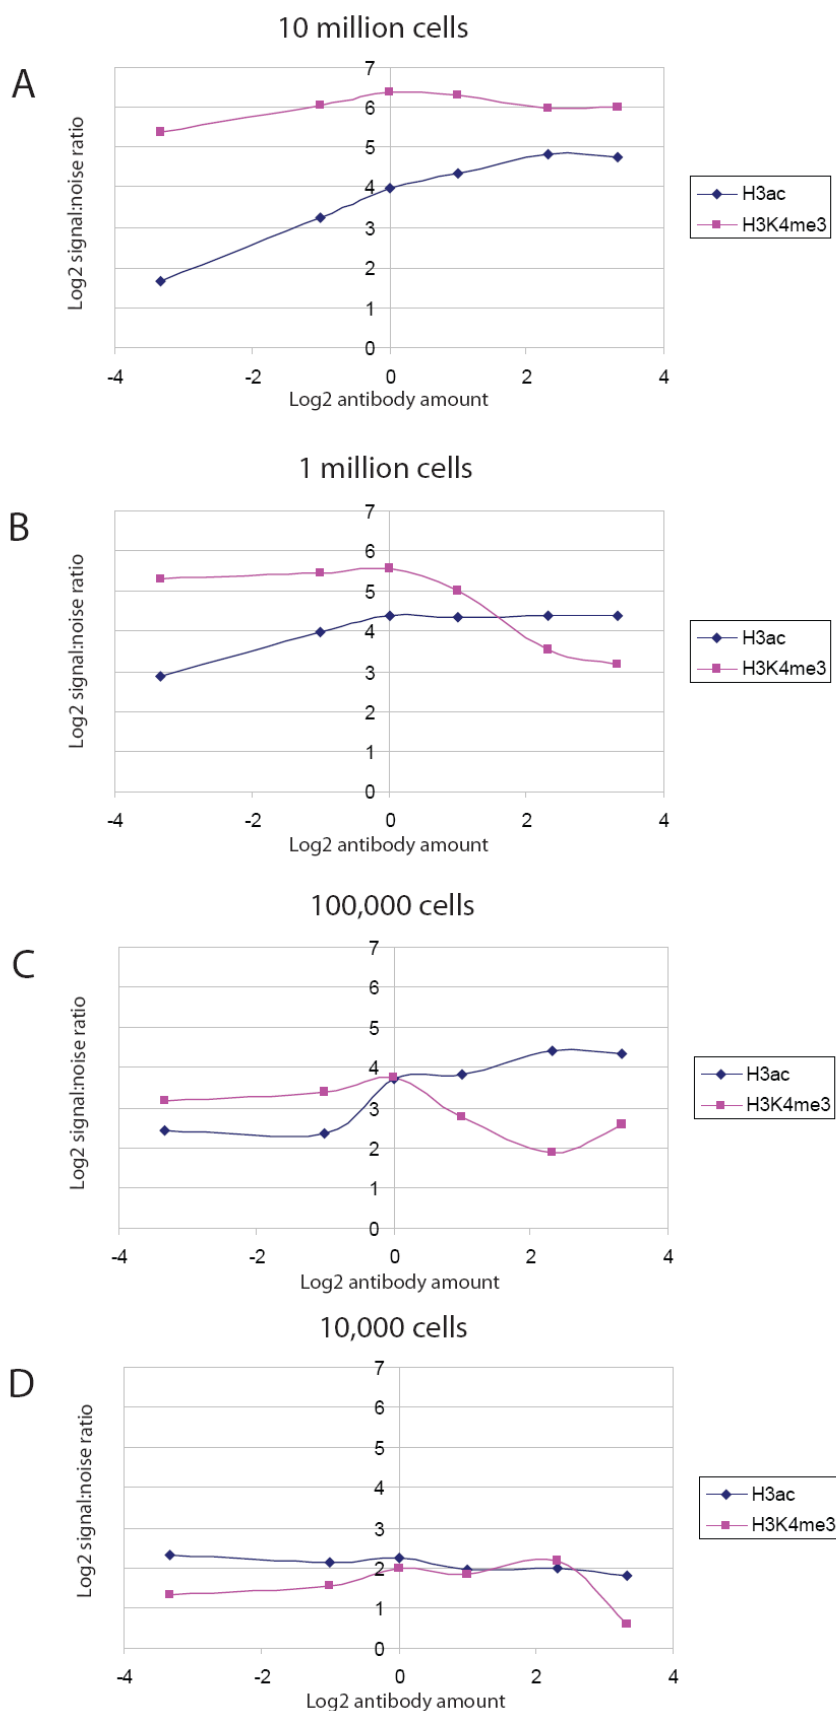 10 million cells
A
7
6
5
4
3
2
1
0
-4 -2 0 2 4
Log2 signal:noise ratio
Log2 antibody amount
H3ac
H3K4me3
1 million cells
B
7
6
5
4
3
2
1
0
-4 -2 0 2 4
Log2 signal:noise ratio
Log2 antibody amount
H3ac
H3K4me3
100,000 cells
C
7
6
5
4
3
2
1
0
-4 -2 0 2 4
Log2 signal:noise ratio
Log2 antibody amount
H3ac
H3K4me3
10,000 cells
D
7
6
5
4
3
2
1
0
-4 -2 0 2 4
Log2 signal:noise ratio
Log2 antibody amount
H3ac
H3K4me3